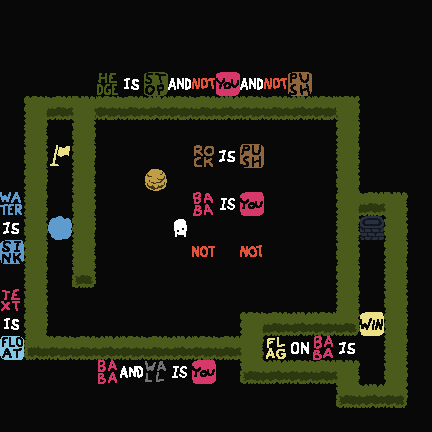 HEDGE IS STOP AND NOT YOU AND NOT PUSH
ROCK IS PUSH
WATER IS SINK
BABA IS YOU
NOT NOT
TEXT IS FLOAT
WIN
FLAG ON BABA IS
BABA AND WALL IS YOU